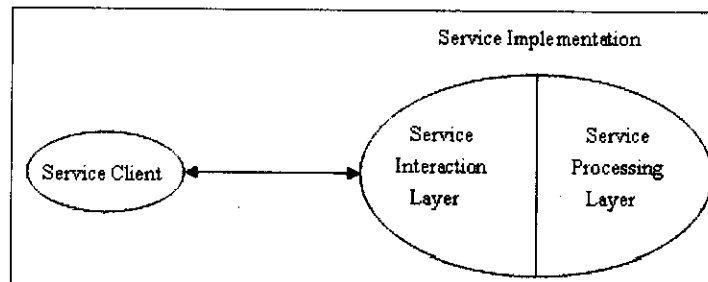 Service Implementation
Service Client
Service
Interaction
Layer
Service
Processing
Layer